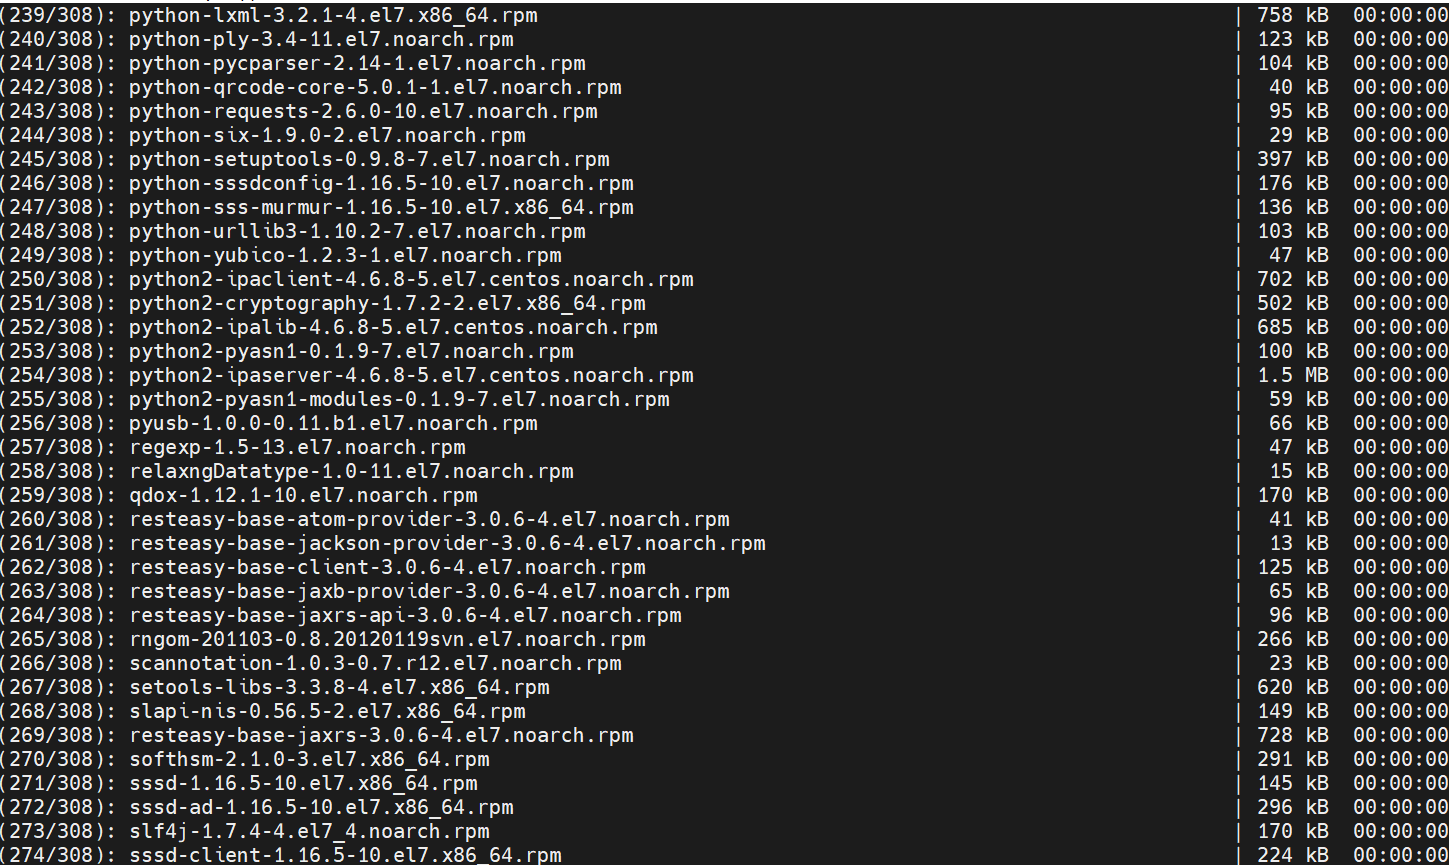 (239/308): python-lxml-3.2.1-4.el7.x86_64.rpm | 758 kB 00:00:00
(240/308): python-ply-3.4-11.el7.noarch.rpm | 123 kB 00:00:00
(241/308): python-pycparser-2.14-1.el7.noarch.rpm | 104 kB 00:00:00
(242/308): python-qrcode-core-5.0.1-1.el7.noarch.rpm | 40 kB 00:00:00
(243/308): python-requests-2.6.0-10.el7.noarch.rpm | 95 kB 00:00:00
(244/308): python-six-1.9.0-2.el7.noarch.rpm | 29 kB 00:00:00
(245/308): python-setuptools-0.9.8-7.el7.noarch.rpm | 397 kB 00:00:00
(246/308): python-sssdconfig-1.16.5-10.el7.noarch.rpm | 176 kB 00:00:00
(247/308): python-sss-murmur-1.16.5-10.el7.x86_64.rpm | 136 kB 00:00:00
(248/308): python-urllib3-1.10.2-7.el7.noarch.rpm | 103 kB 00:00:00
(249/308): python-yubico-1.2.3-1.el7.noarch.rpm | 47 kB 00:00:00
(250/308): python2-ipaclient-4.6.8-5.el7.centos.noarch.rpm | 702 kB 00:00:00
(251/308): python2-cryptography-1.7.2-2.el7.x86_64.rpm | 502 kB 00:00:00
(252/308): python2-ipalib-4.6.8-5.el7.centos.noarch.rpm | 685 kB 00:00:00
(253/308): python2-pyasn1-0.1.9-7.el7.noarch.rpm | 100 kB 00:00:00
(254/308): python2-ipaserver-4.6.8-5.el7.centos.noarch.rpm | 1.5 MB 00:00:00
(255/308): python2-pyasn1-modules-0.1.9-7.el7.noarch.rpm | 59 kB 00:00:00
(256/308): pyusb-1.0.0-0.11.b1.el7.noarch.rpm | 66 kB 00:00:00
(257/308): regexp-1.5-13.el7.noarch.rpm | 47 kB 00:00:00
(258/308): relaxngDatatype-1.0-11.el7.noarch.rpm | 15 kB 00:00:00
(259/308): qdox-1.12.1-10.el7.noarch.rpm | 170 kB 00:00:00
(260/308): resteasy-base-atom-provider-3.0.6-4.el7.noarch.rpm | 41 kB 00:00:00
(261/308): resteasy-base-jackson-provider-3.0.6-4.el7.noarch.rpm | 13 kB 00:00:00
(262/308): resteasy-base-client-3.0.6-4.el7.noarch.rpm | 125 kB 00:00:00
(263/308): resteasy-base-jaxb-provider-3.0.6-4.el7.noarch.rpm | 65 kB 00:00:00
(264/308): resteasy-base-jaxrs-api-3.0.6-4.el7.noarch.rpm | 96 kB 00:00:00
(265/308): rngom-201103-0.8.20120119svn.el7.noarch.rpm | 266 kB 00:00:00
(266/308): scannotation-1.0.3-0.7.r12.el7.noarch.rpm | 23 kB 00:00:00
(267/308): setools-libs-3.3.8-4.el7.x86_64.rpm | 620 kB 00:00:00
(268/308): slapi-nis-0.56.5-2.el7.x86_64.rpm | 149 kB 00:00:00
(269/308): resteasy-base-jaxrs-3.0.6-4.el7.noarch.rpm | 728 kB 00:00:00
(270/308): softhsm-2.1.0-3.el7.x86_64.rpm | 291 kB 00:00:00
(271/308): sssd-1.16.5-10.el7.x86_64.rpm | 145 kB 00:00:00
(272/308): sssd-ad-1.16.5-10.el7.x86_64.rpm | 296 kB 00:00:00
(273/308): slf4j-1.7.4-4.el7_4.noarch.rpm | 170 kB 00:00:00
(274/308): sssd-client-1.16.5-10.el7.x86_64.rpm | 224 kB 00:00:00